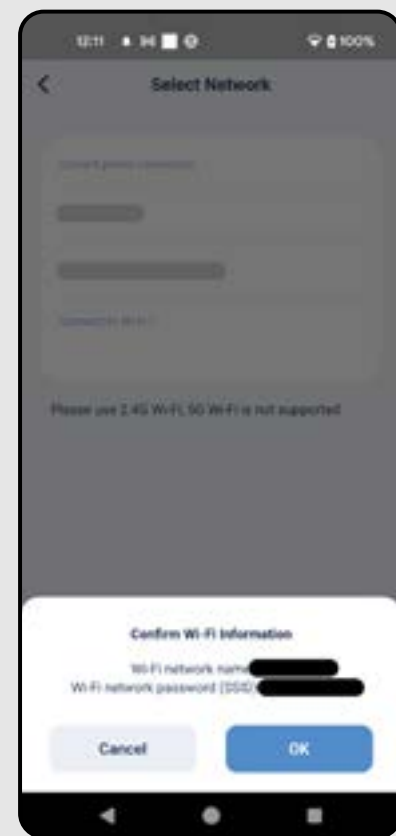 12:11 100%
Select Network
Please use 2.4G Wi-Fi, 5G Wi-Fi is not supported
Confirm Wi-Fi Information
Wi-Fi network name
Wi-Fi network password
Cancel OK